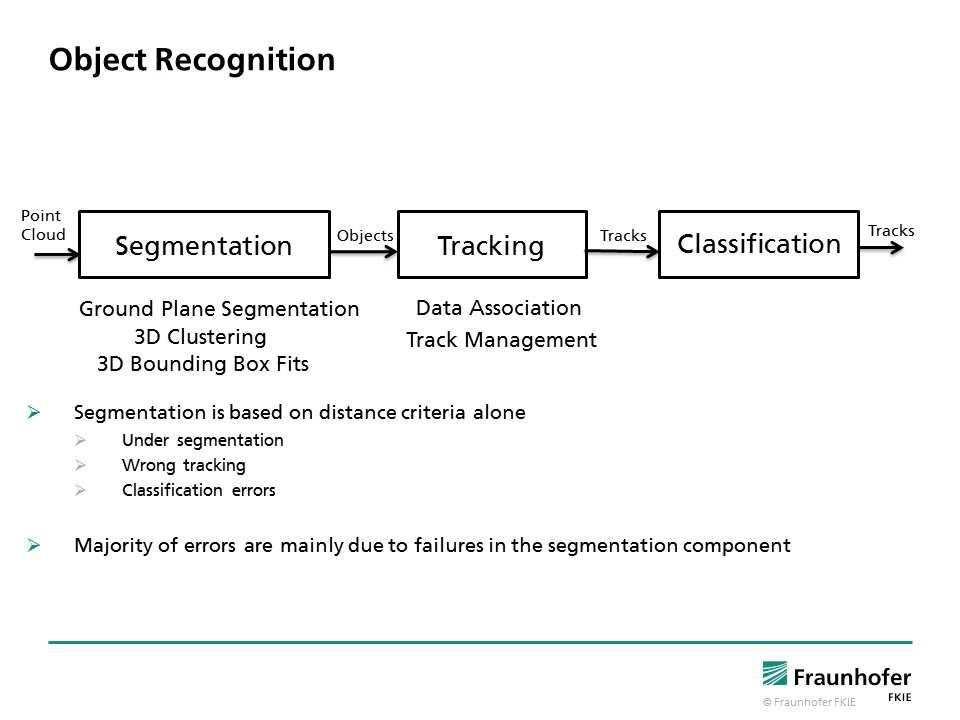 Object Recognition
Point
Cloud
Segmentation
Objects
Tracking
Tracks
Classification
Tracks
Ground Plane Segmentation
3D Clustering
3D Bounding Box Fits
Data Association
Track Management
Segmentation is based on distance criteria alone
Under segmentation
Wrong tracking
Classification errors
Majority of errors are mainly due to failures in the segmentation component
Fraunhofer
FKIE
© Fraunhofer FKIE